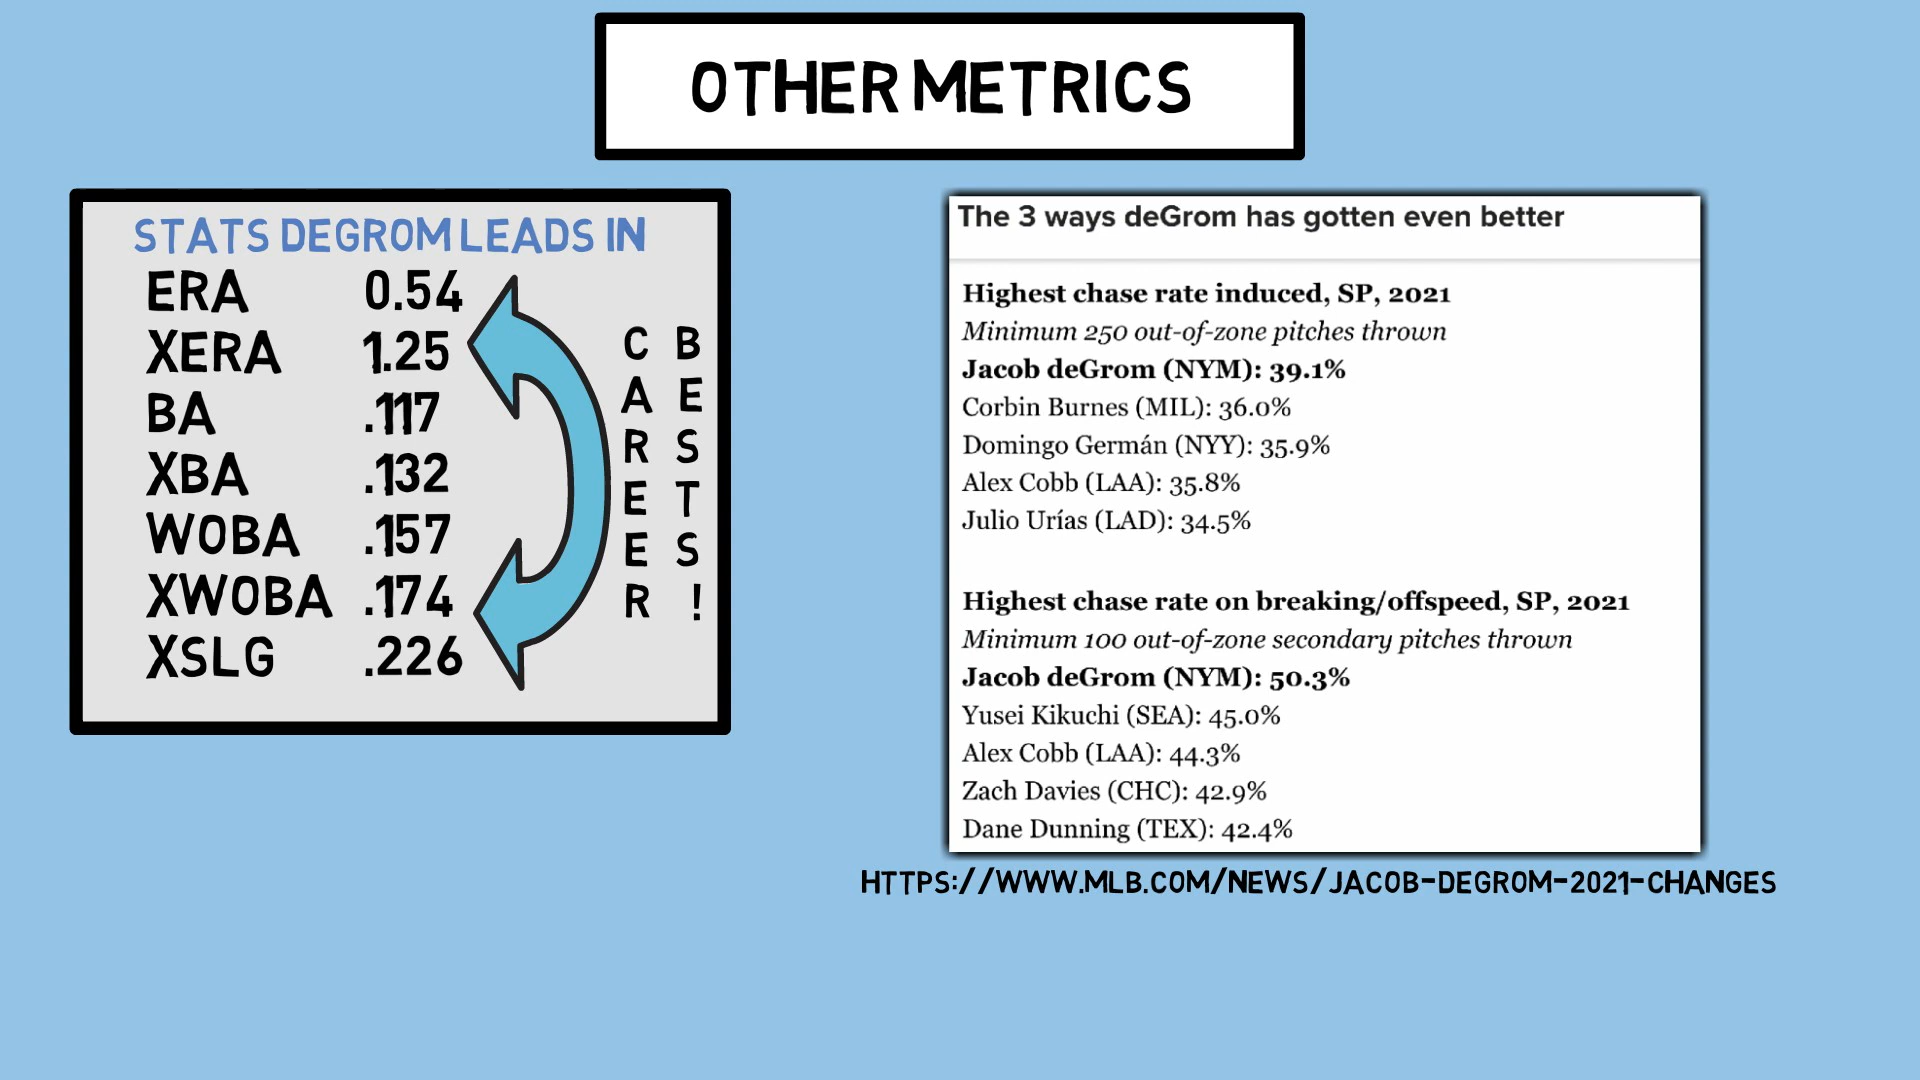 OTHER METRICS
STATS DEGROM LEADS IN
ERA 0.54
XERA 1.25
BA .117
XBA .132
WOBA .157
XWOBA .174
XSLG .226
CAREER
BESTS!
The 3 ways deGrom has gotten even better
Highest chase rate induced, SP, 2021
Minimum 250 out-of-zone pitches thrown
Jacob deGrom (NYM): 39.1%
Corbin Burnes (MIL): 36.0%
Domingo Germán (NYY): 35.9%
Alex Cobb (LAA): 35.8%
Julio Urías (LAD): 34.5%
Highest chase rate on breaking/offspeed, SP, 2021
Minimum 100 out-of-zone secondary pitches thrown
Jacob deGrom (NYM): 50.3%
Yusei Kikuchi (SEA): 45.0%
Alex Cobb (LAA): 44.3%
Zach Davies (CHC): 42.9%
Dane Dunning (TEX): 42.4%
HTTPS://WWW.MLB.COM/NEWS/JACOB-DEGROM-2021-CHANGES